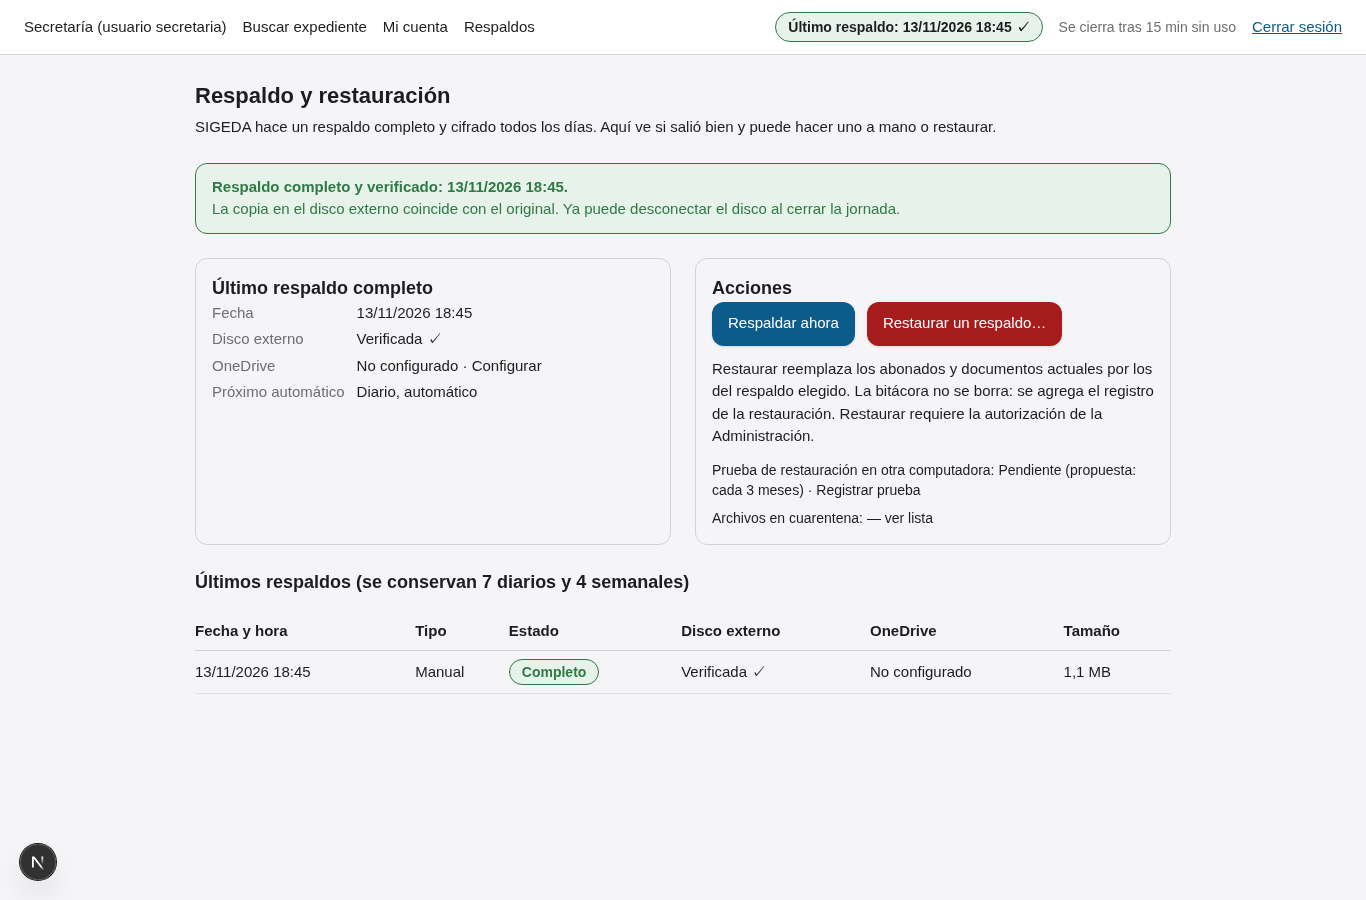 Secretaría (usuario secretaria) Buscar expediente Mi cuenta Respaldos Último respaldo: 13/11/2026 18:45 ✓ Se cierra tras 15 min sin uso Cerrar sesión
Respaldo y restauración
SIGEDA hace un respaldo completo y cifrado todos los días. Aquí ve si salió bien y puede hacer uno a mano o restaurar.
Respaldo completo y verificado: 13/11/2026 18:45.
La copia en el disco externo coincide con el original. Ya puede desconectar el disco al cerrar la jornada.
Último respaldo completo
Fecha 13/11/2026 18:45
Disco externo Verificada ✓
OneDrive No configurado · Configurar
Próximo automático Diario, automático
Acciones
Respaldar ahora Restaurar un respaldo…
Restaurar reemplaza los abonados y documentos actuales por los
del respaldo elegido. La bitácora no se borra: se agrega el registro
de la restauración. Restaurar requiere la autorización de la
Administración.
Prueba de restauración en otra computadora: Pendiente (propuesta:
cada 3 meses) · Registrar prueba
Archivos en cuarentena: — ver lista
Últimos respaldos (se conservan 7 diarios y 4 semanales)
Fecha y hora Tipo Estado Disco externo OneDrive Tamaño
13/11/2026 18:45 Manual Completo Verificada ✓ No configurado 1,1 MB
N